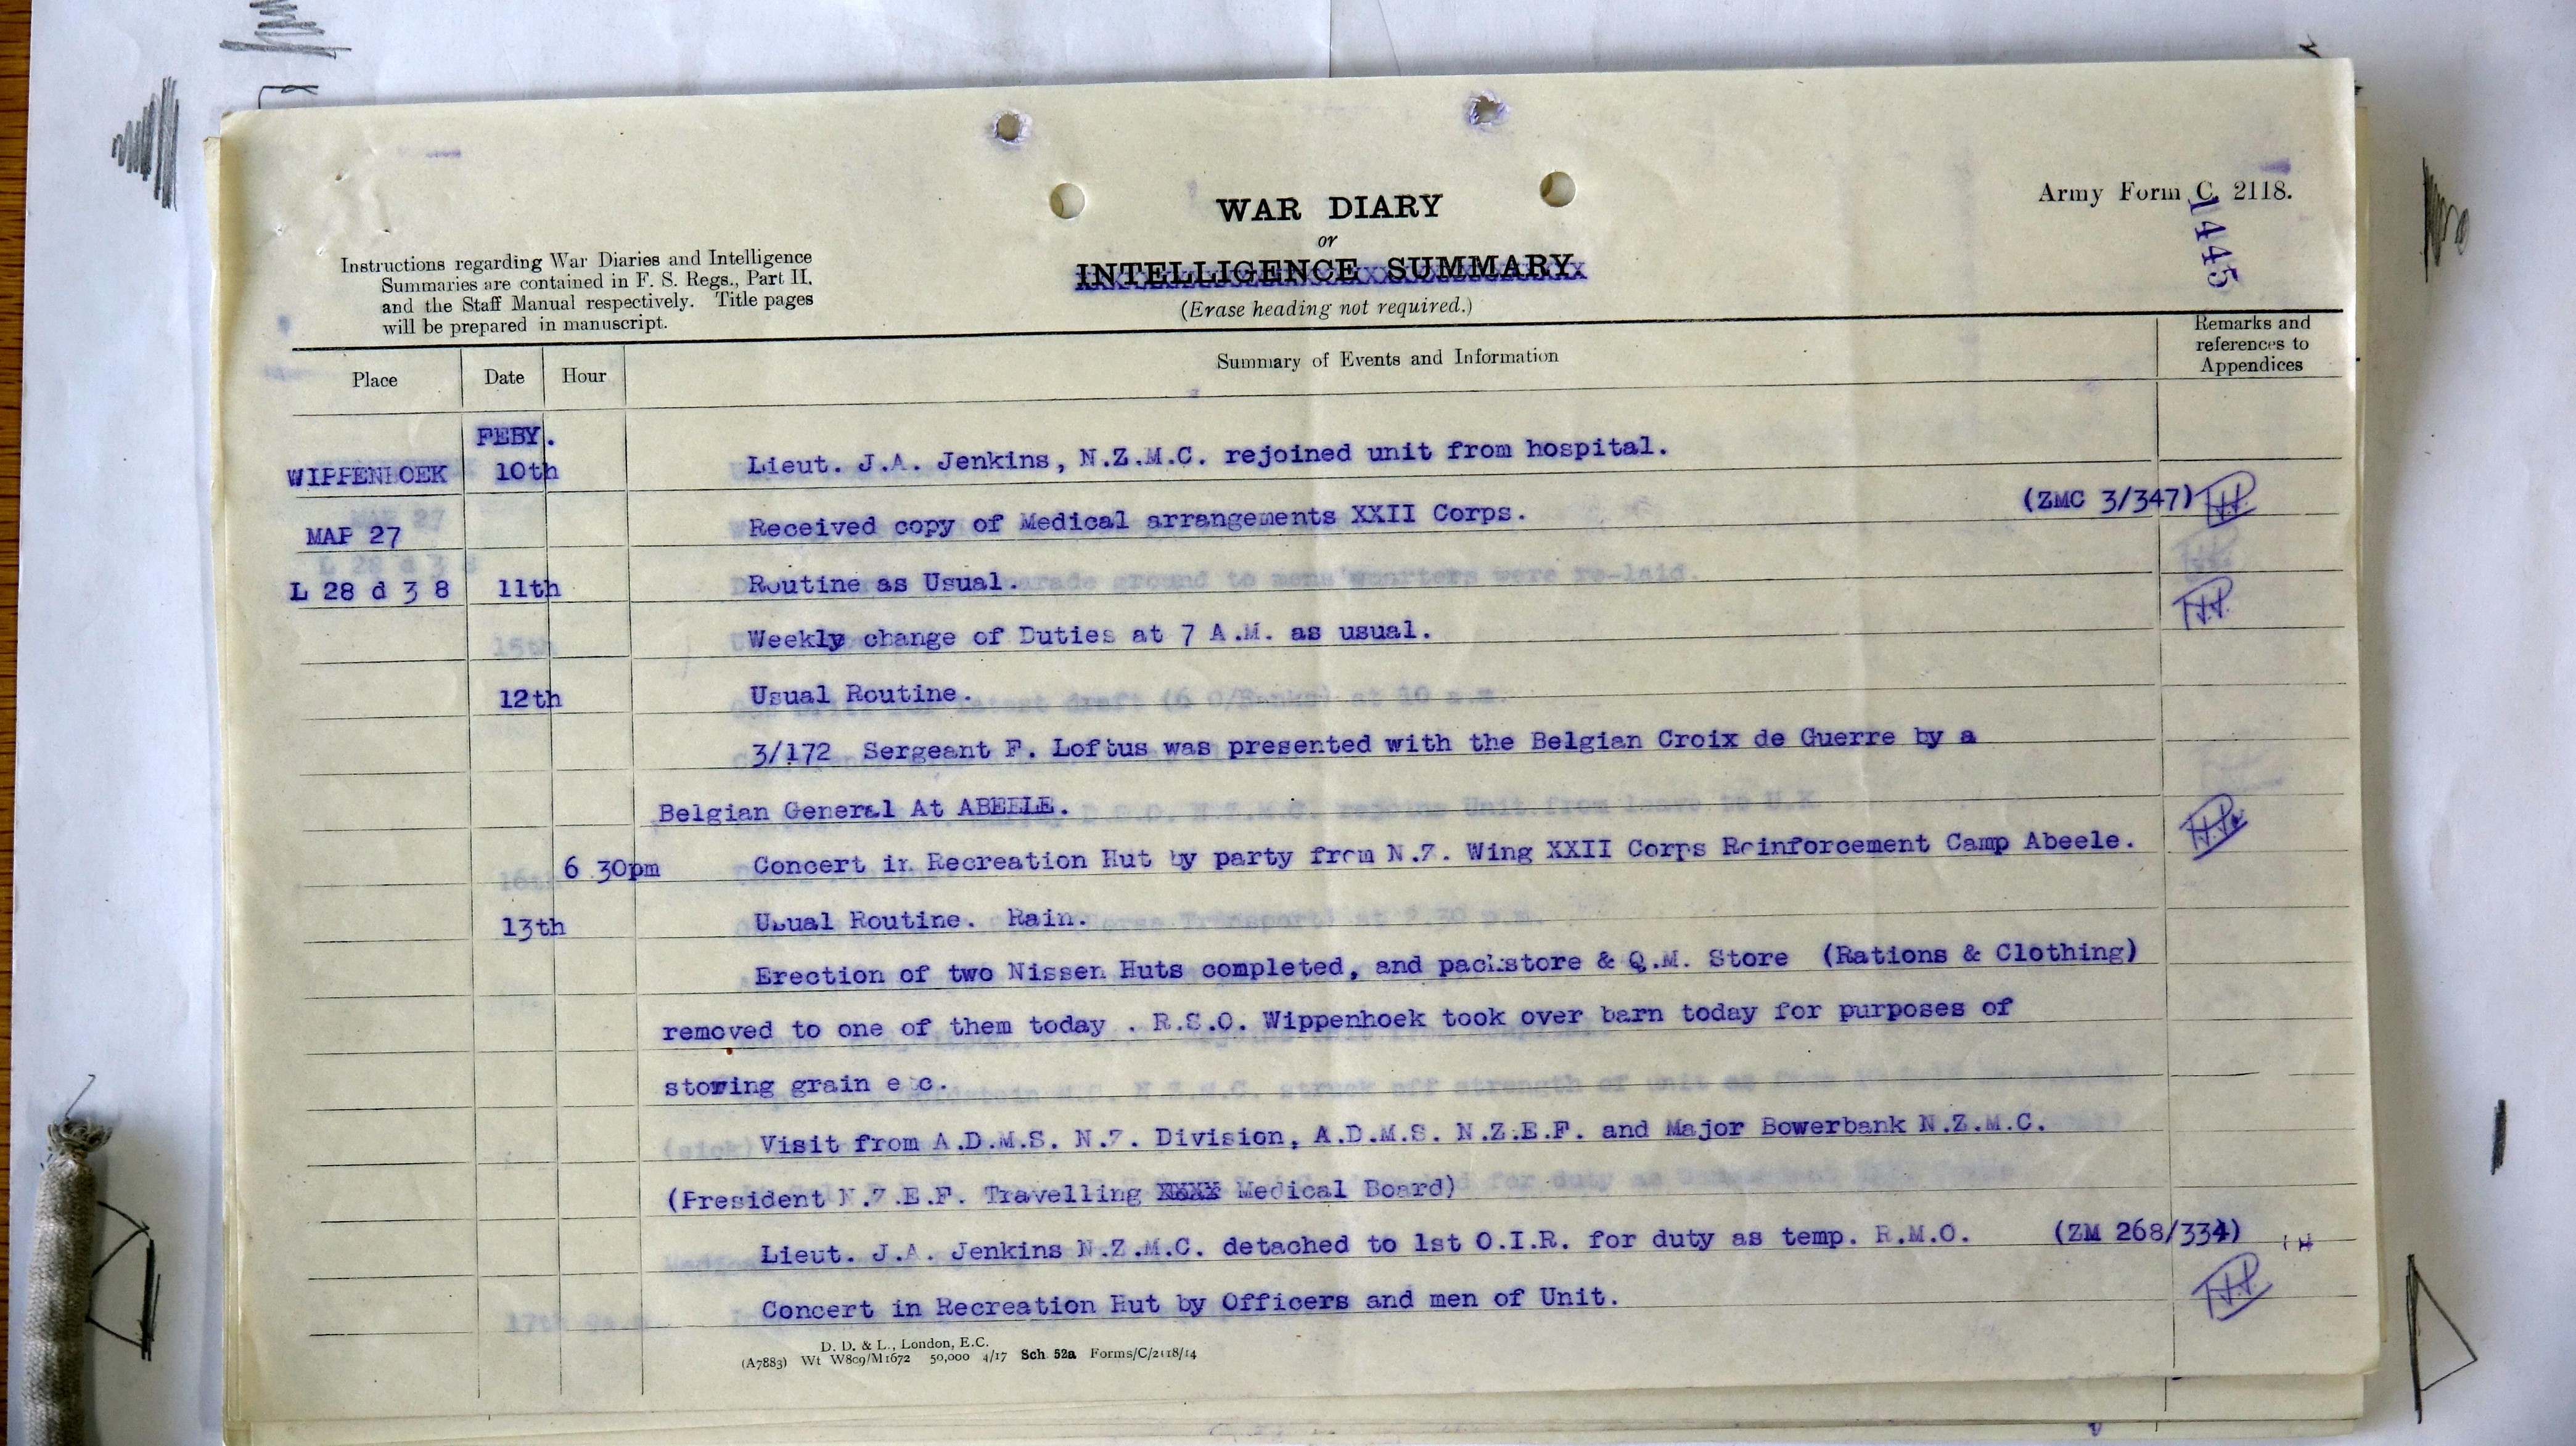 Army Form C. 2118.
1445
WAR DIARY
or
INTELLIGENCE SUMMARY.
(Erase heading not required.)
Instructions regarding War Diaries and Intelligence
Summaries are contained in F. S. Regs., Part II.
and the Staff Manual respectively. Title pages
will be prepared in manuscript.
Place Date Hour Summary of Events and Information Remarks and
references to
Appendices
FEBY.
WIPPENHOEK 10th Lieut. J.A. Jenkins, N.Z.M.C. rejoined unit from hospital.
MAP 27 Received copy of Medical arrangements XXII Corps. (ZMC 3/347)
L 28 d 3 8 11th Routine as Usual.
Weekly change of Duties at 7 A.M. as usual.
12th Usual Routine.
3/172 Sergeant F. Loftus was presented with the Belgian Croix de Guerre by a
Belgian General At ABEELE.
6 30pm Concert in Recreation Hut by party from N.Z. Wing XXII Corps Reinforcement Camp Abeele.
13th Usual Routine. Rain.
Erection of two Nissen Huts completed, and packstore & Q.M. Store (Rations & Clothing)
removed to one of them today . R.S.O. Wippenhoek took over barn today for purposes of
storing grain etc.
Visit from A.D.M.S. N.Z. Division, A.D.M.S. N.Z.E.F. and Major Bowerbank N.Z.M.C.
(President N.Z.E.F. Travelling XXXX Medical Board)
Lieut. J.A. Jenkins N.Z.M.C. detached to 1st O.I.R. for duty as temp. R.M.O. (ZM 268/334)
Concert in Recreation Hut by Officers and men of Unit.
D. D. & L., London, E.C.
(A7883) Wt W809/M1672 50,000 4/17 Sch. 52a Forms/C/2118/14